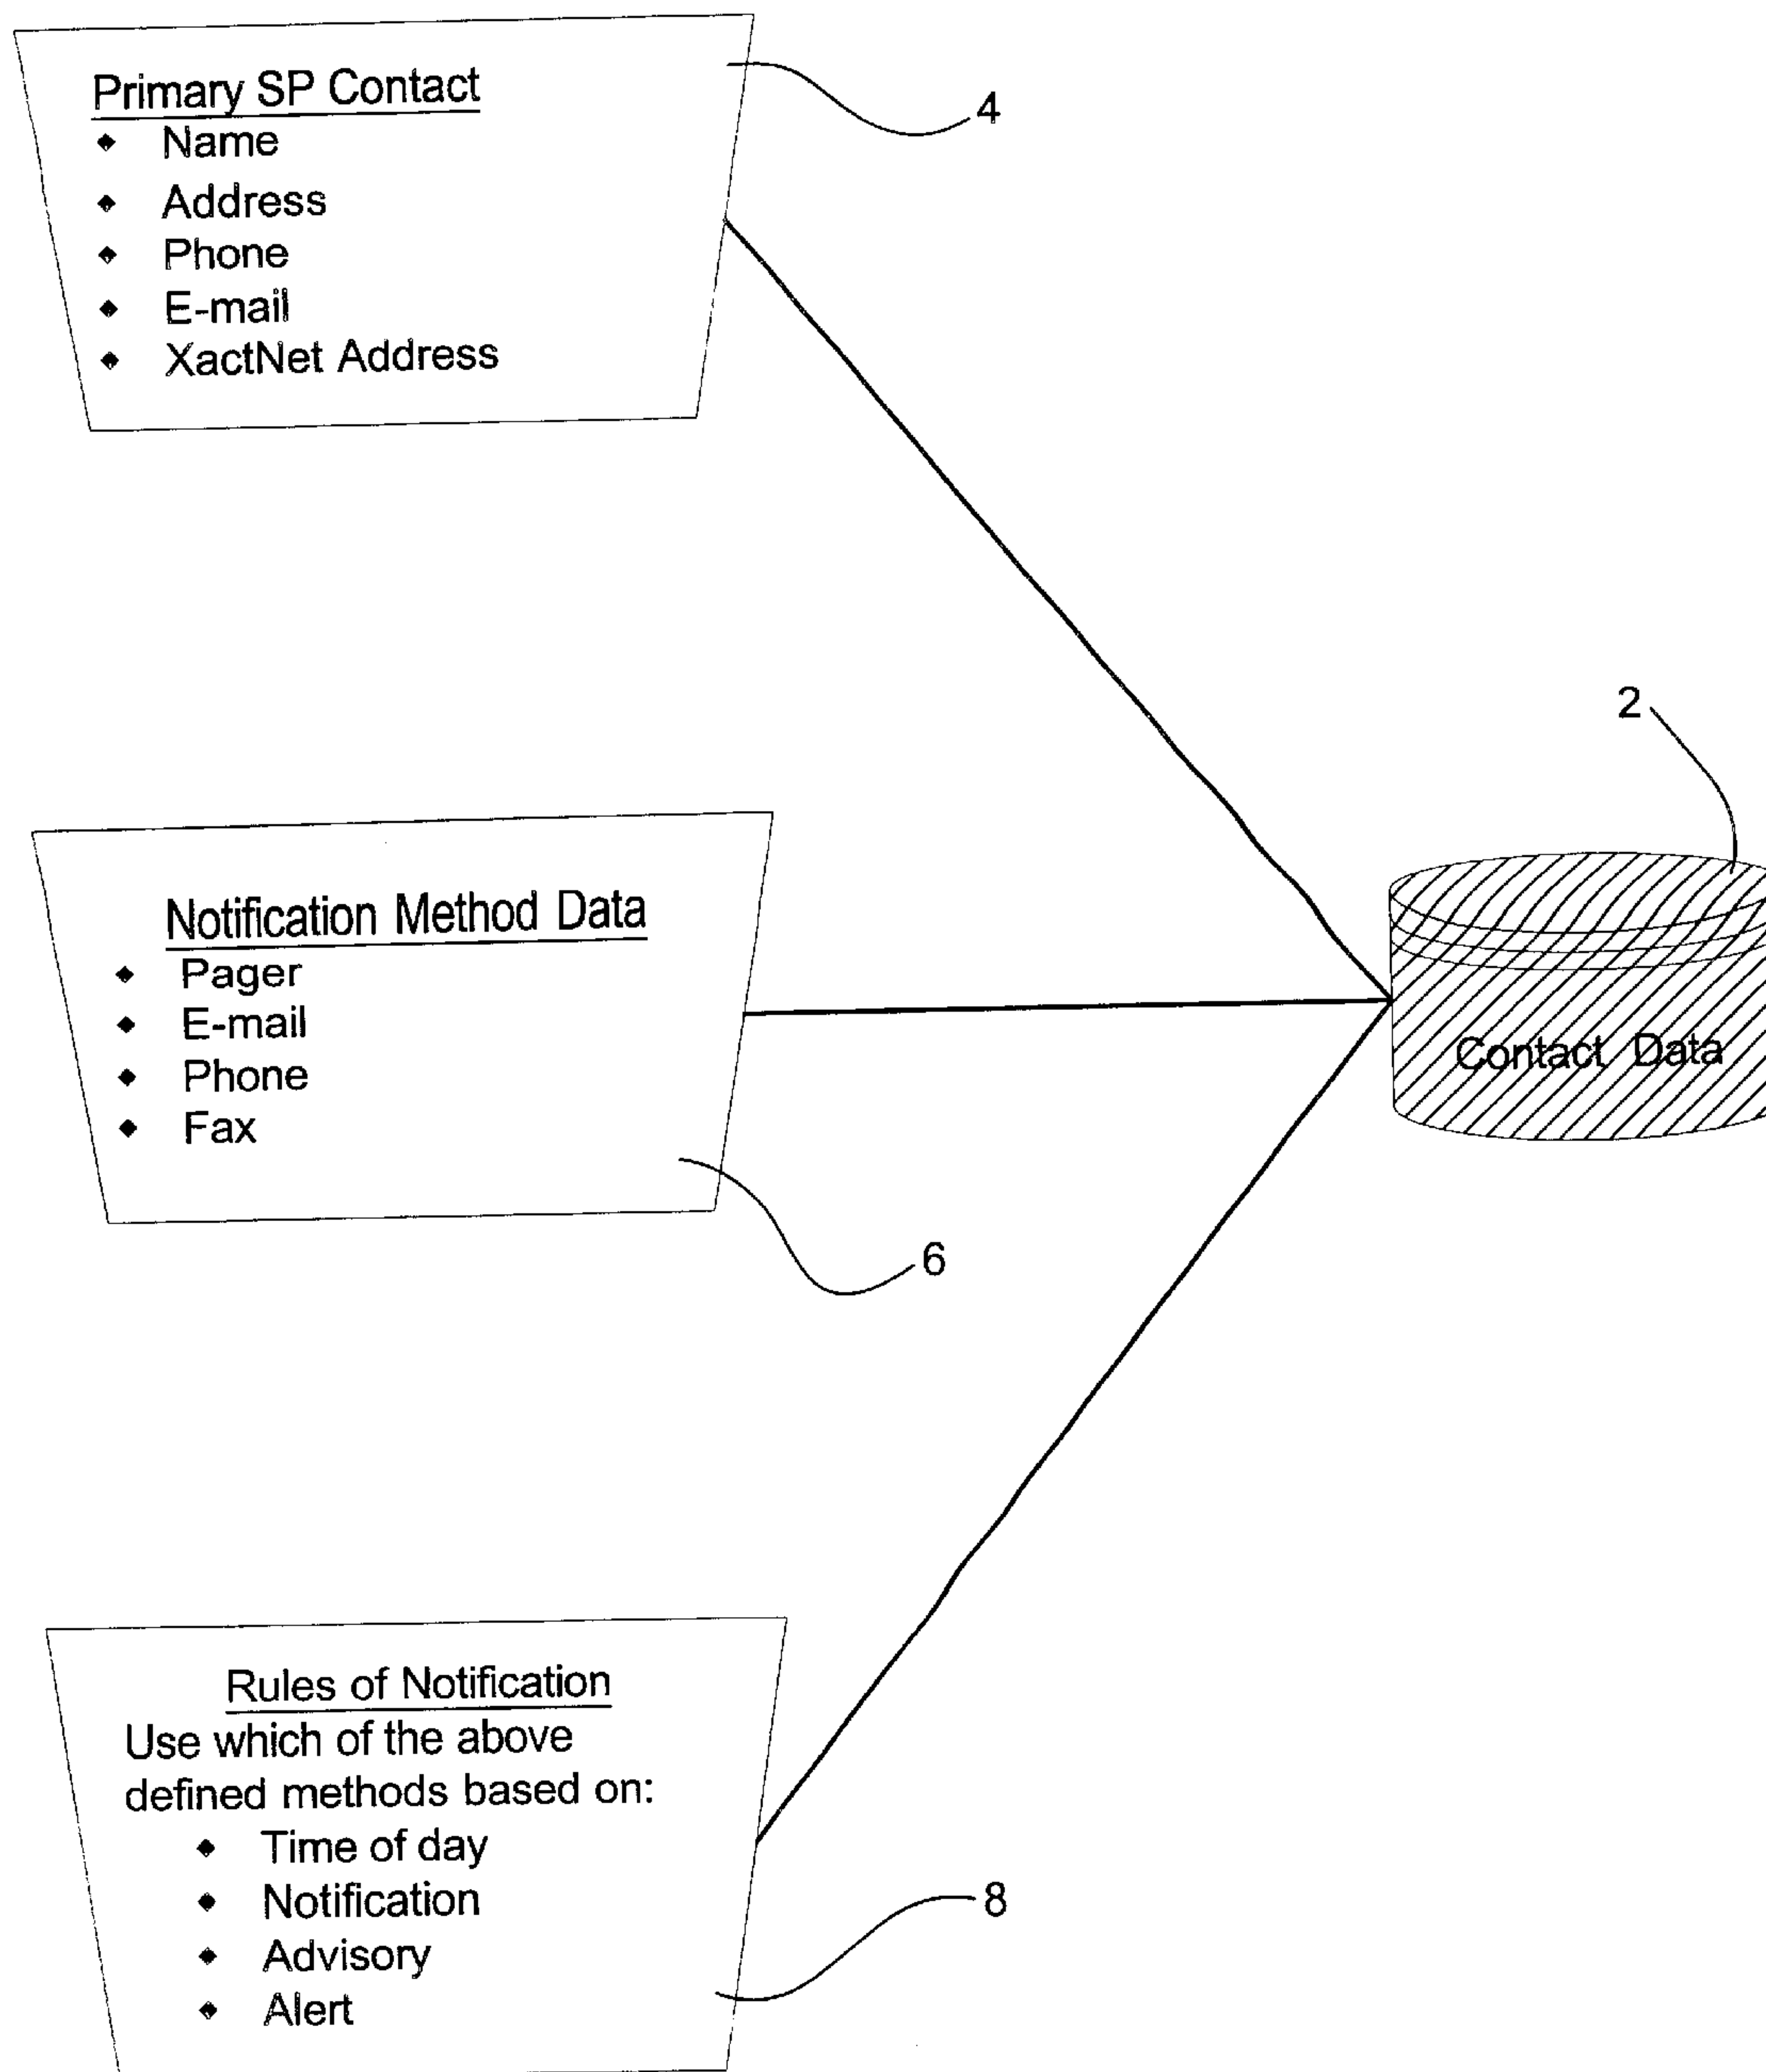 Primary SP Contact
◆ Name
◆ Address
◆ Phone
◆ E-mail
◆ XactNet Address
4
2
Notification Method Data
◆ Pager
◆ E-mail
◆ Phone
◆ Fax
Contact Data
6
Rules of Notification
Use which of the above
defined methods based on:
◆ Time of day
◆ Notification
◆ Advisory
◆ Alert
8